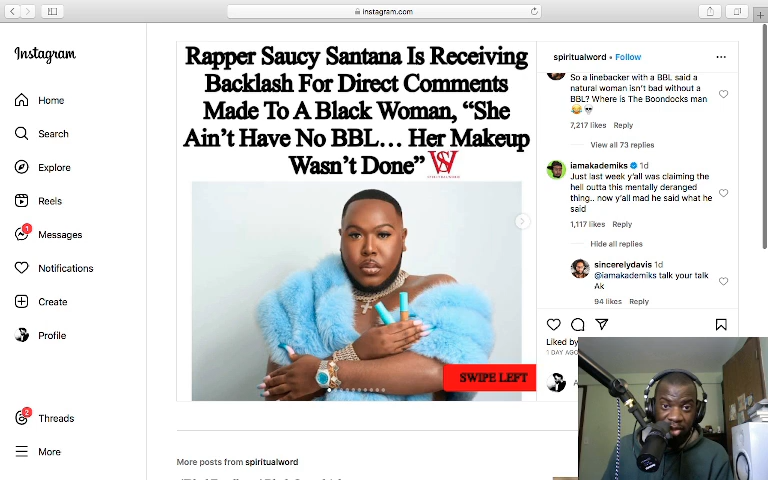 instagram.com
Instagram
Home
Search
Explore
Reels
1
Messages
Notifications
Create
Profile
2
Threads
More
Rapper Saucy Santana Is Receiving
Backlash For Direct Comments
Made To A Black Woman, “She
Ain’t Have No BBL... Her Makeup
Wasn’t Done”
SPIRITUALWORD
SWIPE LEFT
spiritualword • Follow
So a linebacker with a BBL said a
natural woman isn't bad without a
BBL? Where is The Boondocks man
😂💀
7,217 likes Reply
View all 73 replies
iamakademiks 1d
Just last week y'all was claiming the
hell outta this mentally deranged
thing.. now y'all mad he said what he
said
1,117 likes Reply
Hide all replies
sincerelydavis 1d
@iamakademiks talk your talk
Ak
94 likes Reply
Liked by
1 DAY AGO
More posts from spiritualword